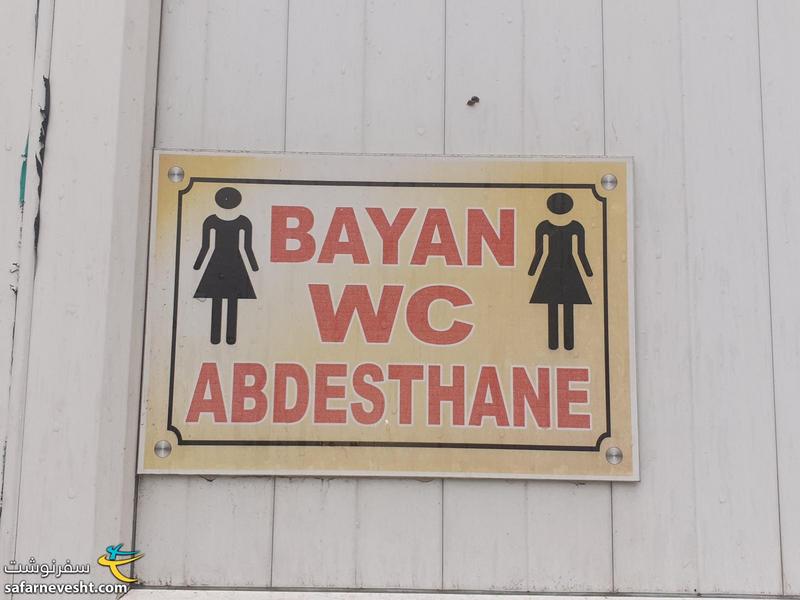 BAYAN
WC
ABDESTHANE
سفرنوشت
safarnevesht.com